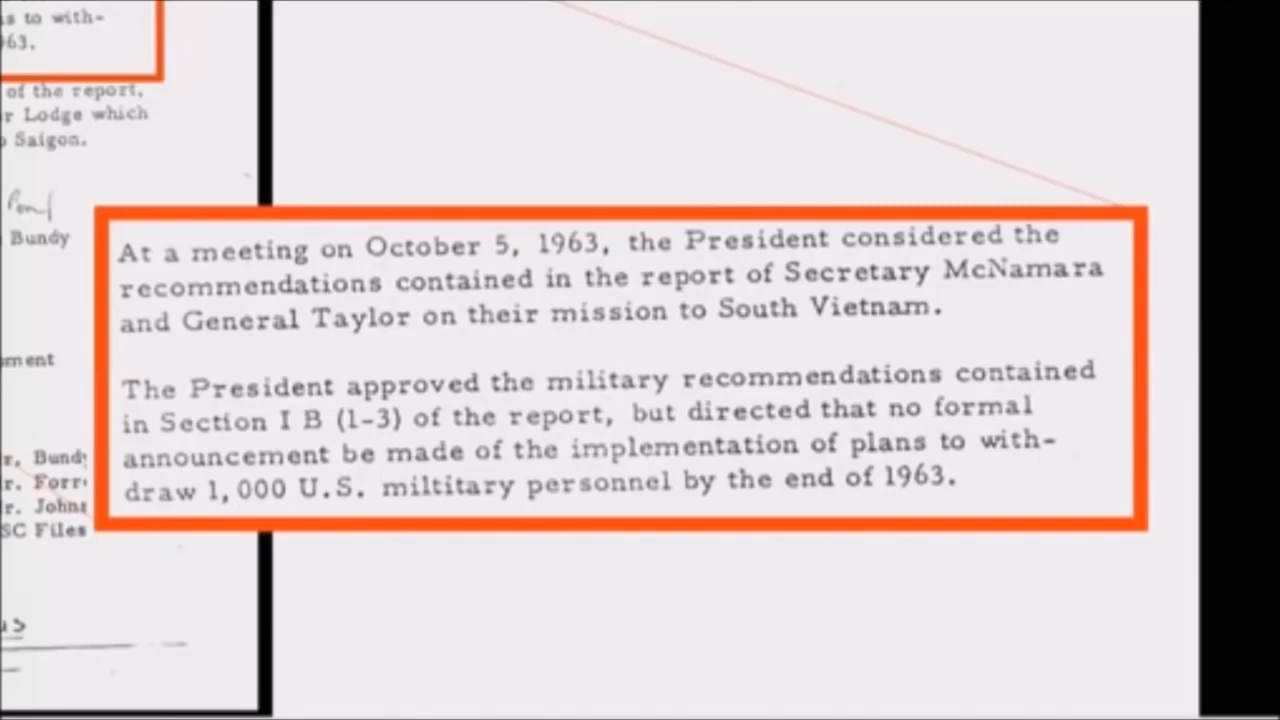 s to with-
963.
of the report,
r Lodge which
Saigon.
Bundy
ment
r. Bundy
r. Forr
r. Johns
SC Files
At a meeting on October 5, 1963, the President considered the
recommendations contained in the report of Secretary McNamara
and General Taylor on their mission to South Vietnam.
The President approved the military recommendations contained
in Section I B (1-3) of the report, but directed that no formal
announcement be made of the implementation of plans to with-
draw 1,000 U.S. miltitary personnel by the end of 1963.